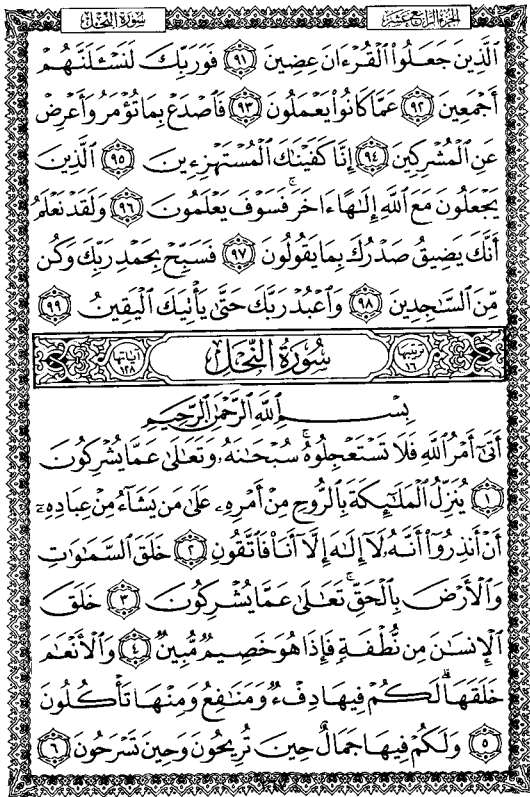 الجزء الرابع عشر سورة النحل
الَّذِينَ جَعَلُوا۟ الْقُرْءَانَ عِضِينَ ﴿٩١﴾ فَوَرَبِّكَ لَنَسْـَٔلَنَّهُمْ
أَجْمَعِينَ ﴿٩٢﴾ عَمَّا كَانُوا۟ يَعْمَلُونَ ﴿٩٣﴾ فَاصْدَعْ بِمَا تُؤْمَرُ وَأَعْرِضْ
عَنِ الْمُشْرِكِينَ ﴿٩٤﴾ إِنَّا كَفَيْنَٰكَ الْمُسْتَهْزِءِينَ ﴿٩٥﴾ الَّذِينَ
يَجْعَلُونَ مَعَ اللَّهِ إِلَٰهًا ءَاخَرَ ۚ فَسَوْفَ يَعْلَمُونَ ﴿٩٦﴾ وَلَقَدْ نَعْلَمُ
أَنَّكَ يَضِيقُ صَدْرُكَ بِمَا يَقُولُونَ ﴿٩٧﴾ فَسَبِّحْ بِحَمْدِ رَبِّكَ وَكُن
مِّنَ السَّٰجِدِينَ ﴿٩٨﴾ وَاعْبُدْ رَبَّكَ حَتَّىٰ يَأْتِيَكَ الْيَقِينُ ﴿٩٩﴾
ترتيبها ١٦ سُورَةُ النَّحْلِ آياتها ١٢٨
بِسْمِ اللَّهِ الرَّحْمَٰنِ الرَّحِيمِ
أَتَىٰٓ أَمْرُ اللَّهِ فَلَا تَسْتَعْجِلُوهُ ۚ سُبْحَٰنَهُۥ وَتَعَٰلَىٰ عَمَّا يُشْرِكُونَ
﴿١﴾ يُنَزِّلُ الْمَلَٰٓئِكَةَ بِالرُّوحِ مِنْ أَمْرِهِۦ عَلَىٰ مَن يَشَآءُ مِنْ عِبَادِهِۦٓ
أَنْ أَنذِرُوٓا۟ أَنَّهُۥ لَآ إِلَٰهَ إِلَّآ أَنَا۠ فَاتَّقُونِ ﴿٢﴾ خَلَقَ السَّمَٰوَٰتِ
وَالْأَرْضَ بِالْحَقِّ ۚ تَعَٰلَىٰ عَمَّا يُشْرِكُونَ ﴿٣﴾ خَلَقَ
الْإِنسَٰنَ مِن نُّطْفَةٍ فَإِذَا هُوَ خَصِيمٌ مُّبِينٌ ﴿٤﴾ وَالْأَنْعَٰمَ
خَلَقَهَا ۗ لَكُمْ فِيهَا دِفْءٌ وَمَنَٰفِعُ وَمِنْهَا تَأْكُلُونَ
﴿٥﴾ وَلَكُمْ فِيهَا جَمَالٌ حِينَ تُرِيحُونَ وَحِينَ تَسْرَحُونَ ﴿٦﴾